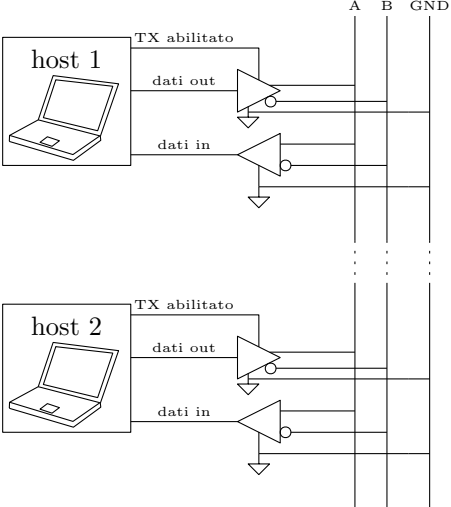 A B GND
TX abilitato
host 1
dati out
dati in
TX abilitato
host 2
dati out
dati in